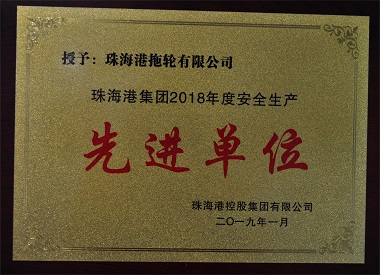 授予：珠海港拖轮有限公司
珠海港集团2018年度安全生产
先进单位
珠海港控股集团有限公司
二〇一九年一月